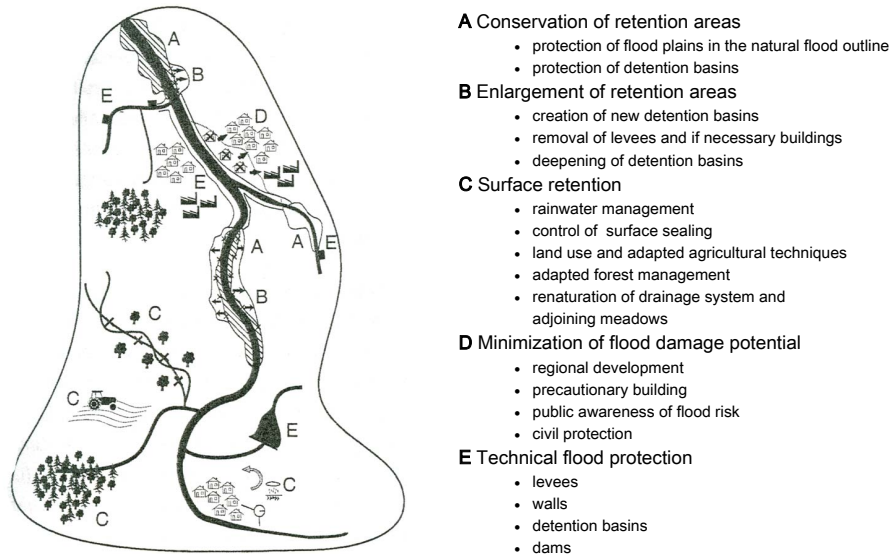 A
B
E
D
E
A
A
E
B
C
C
E
C
C
A Conservation of retention areas
• protection of flood plains in the natural flood outline
• protection of detention basins
B Enlargement of retention areas
• creation of new detention basins
• removal of levees and if necessary buildings
• deepening of detention basins
C Surface retention
• rainwater management
• control of surface sealing
• land use and adapted agricultural techniques
• adapted forest management
• renaturation of drainage system and
adjoining meadows
D Minimization of flood damage potential
• regional development
• precautionary building
• public awareness of flood risk
• civil protection
E Technical flood protection
• levees
• walls
• detention basins
• dams